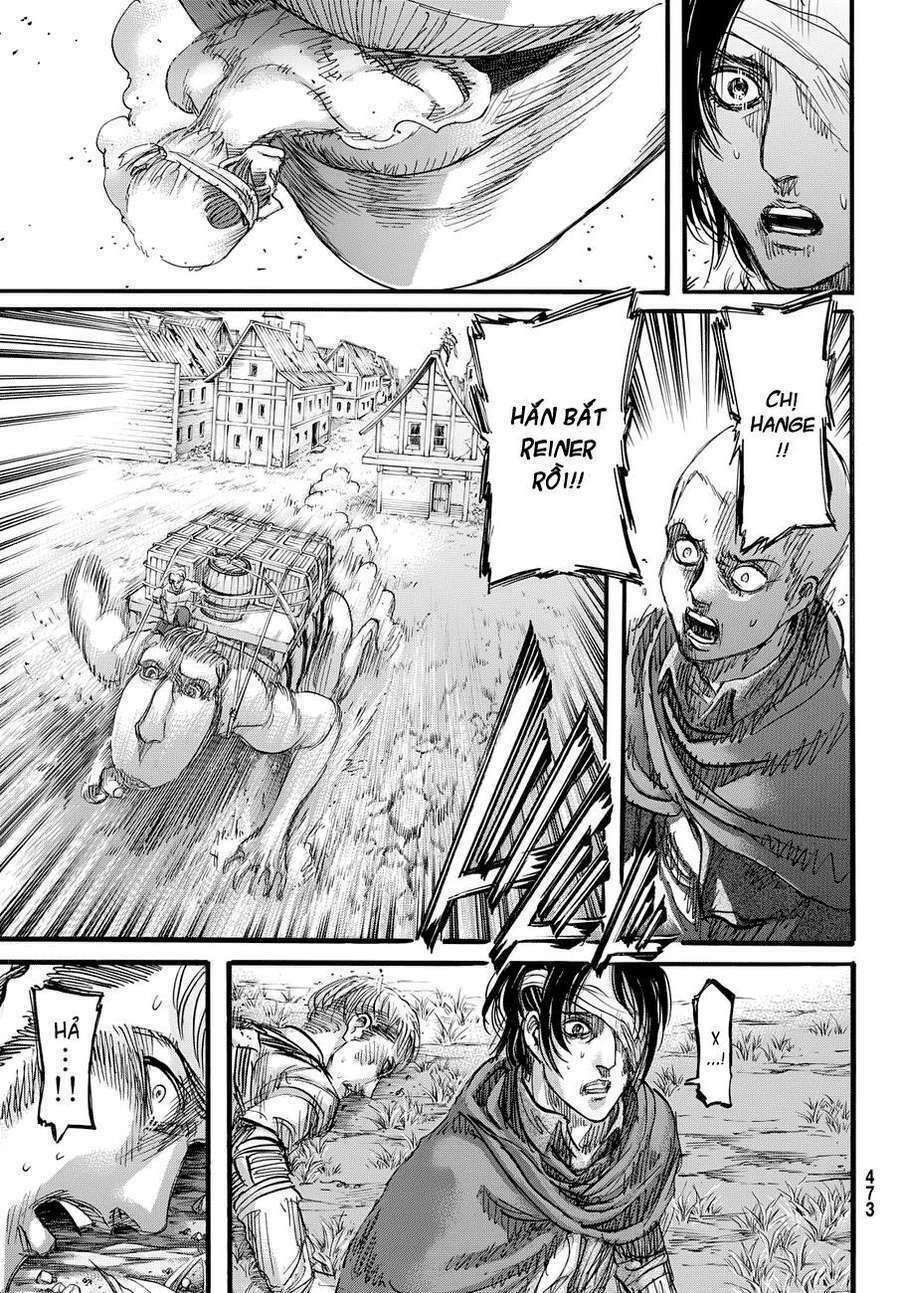 CHỊ
HANGE
!!
HẮN BẮT
REINER
RỒI!!
X
...!
HẢ
...
!!
473